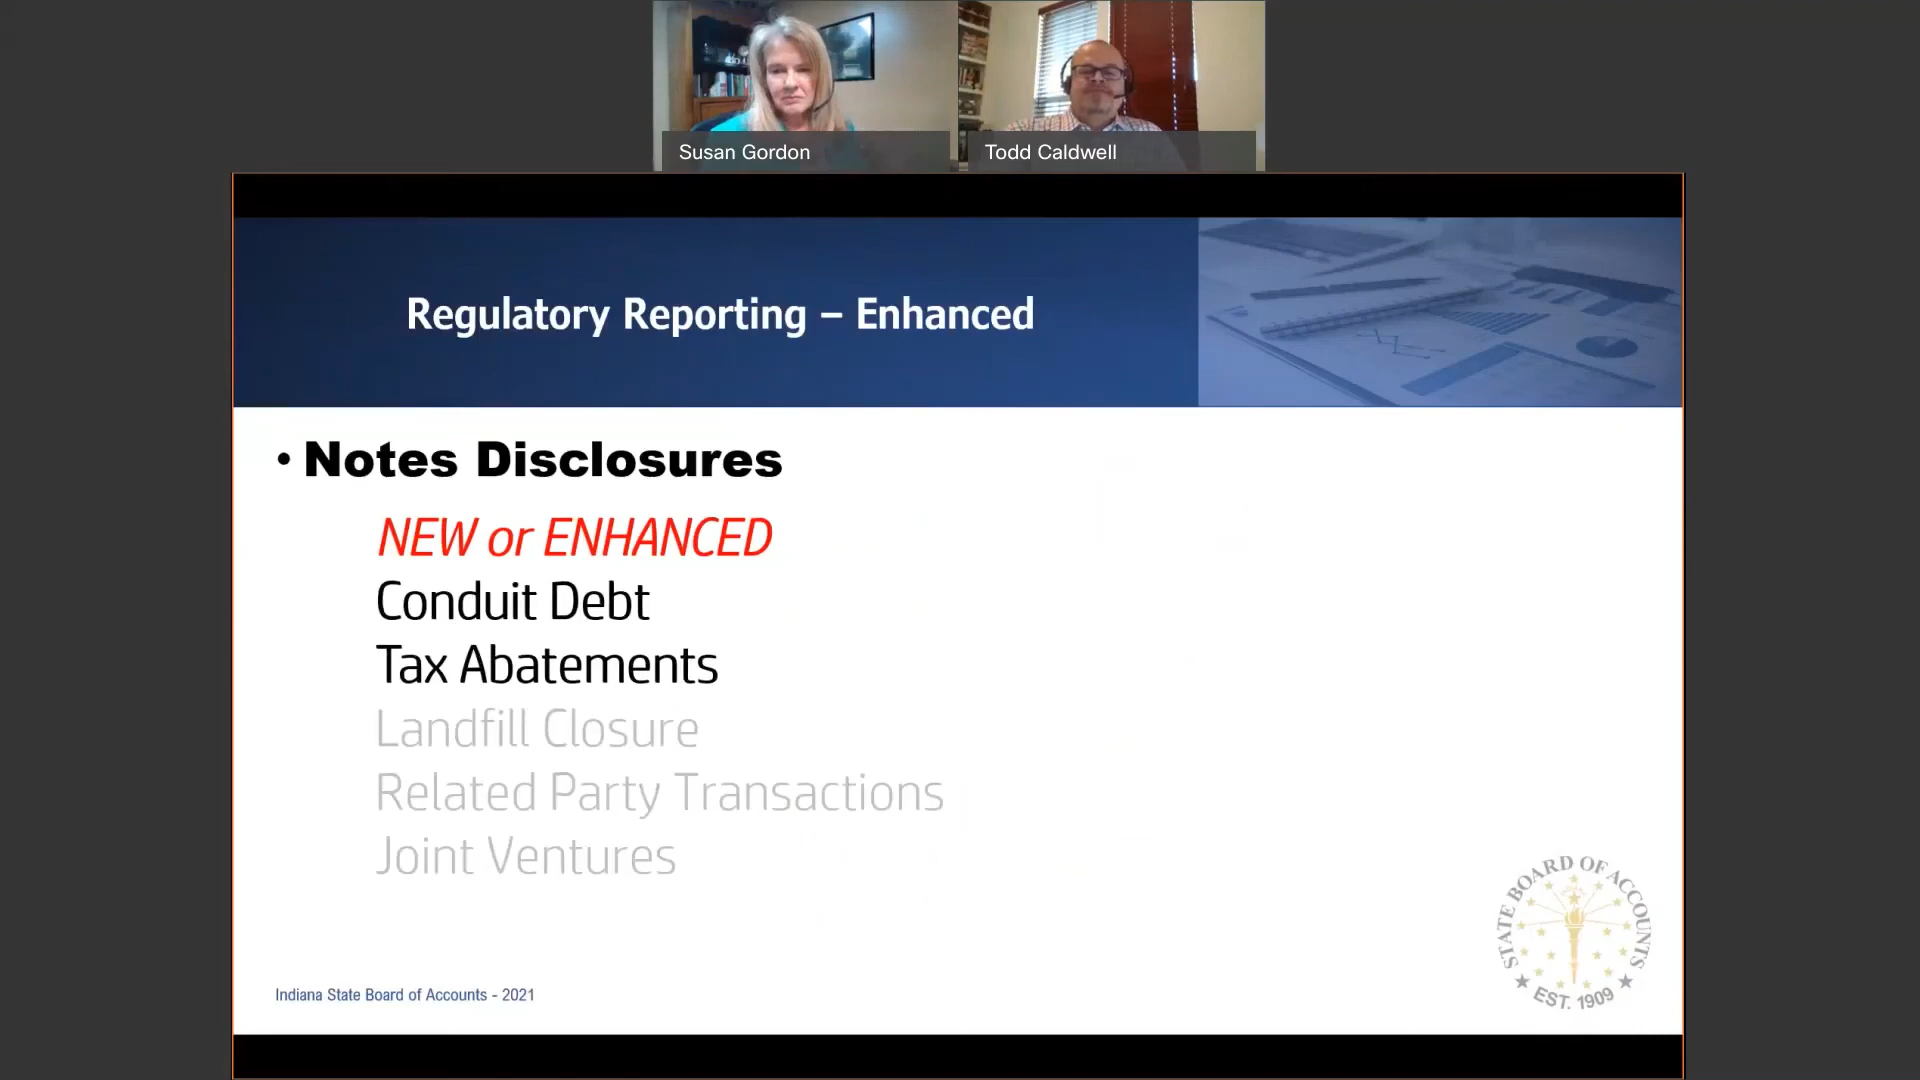 Susan Gordon
Todd Caldwell
Regulatory Reporting – Enhanced
• Notes Disclosures
NEW or ENHANCED
Conduit Debt
Tax Abatements
Landfill Closure
Related Party Transactions
Joint Ventures
STATE BOARD OF ACCOUNTS
★ EST. 1909 ★
Indiana State Board of Accounts - 2021